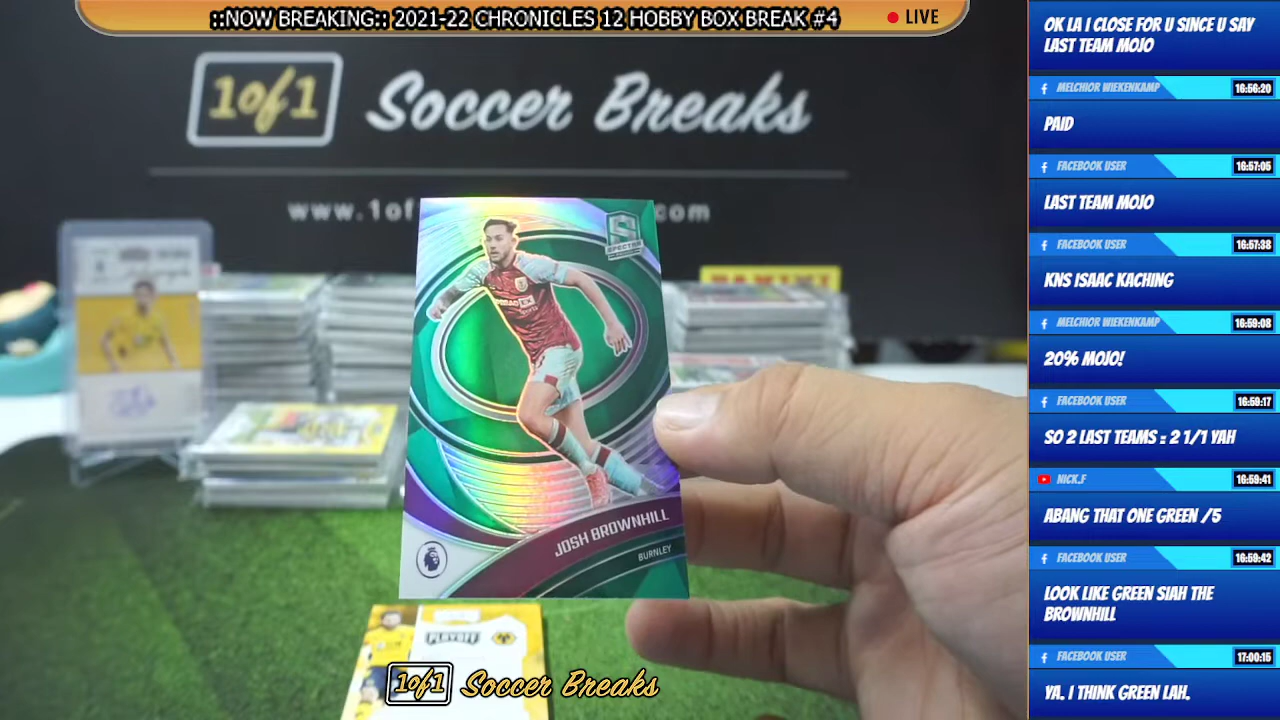 ::NOW BREAKING:: 2021-22 CHRONICLES 12 HOBBY BOX BREAK #4
LIVE
1of1 Soccer Breaks
www.1of
com
SPECTRA
JOSH BROWNHILL
BURNLEY
PANINI
PLAYOFF
1of1 Soccer Breaks
OK LA I CLOSE FOR U SINCE U SAY
LAST TEAM MOJO
MELCHIOR WIEKENKAMP 16:56:20
PAID
FACEBOOK USER 16:57:05
LAST TEAM MOJO
FACEBOOK USER 16:57:38
KNS ISAAC KACHING
MELCHIOR WIEKENKAMP 16:59:08
20% MOJO!
FACEBOOK USER 16:59:17
SO 2 LAST TEAMS = 2 1/1 YAH
NICK.F 16:59:41
ABANG THAT ONE GREEN /5
FACEBOOK USER 16:59:42
LOOK LIKE GREEN SIAH THE
BROWNHILL
FACEBOOK USER 17:00:15
YA. I THINK GREEN LAH.